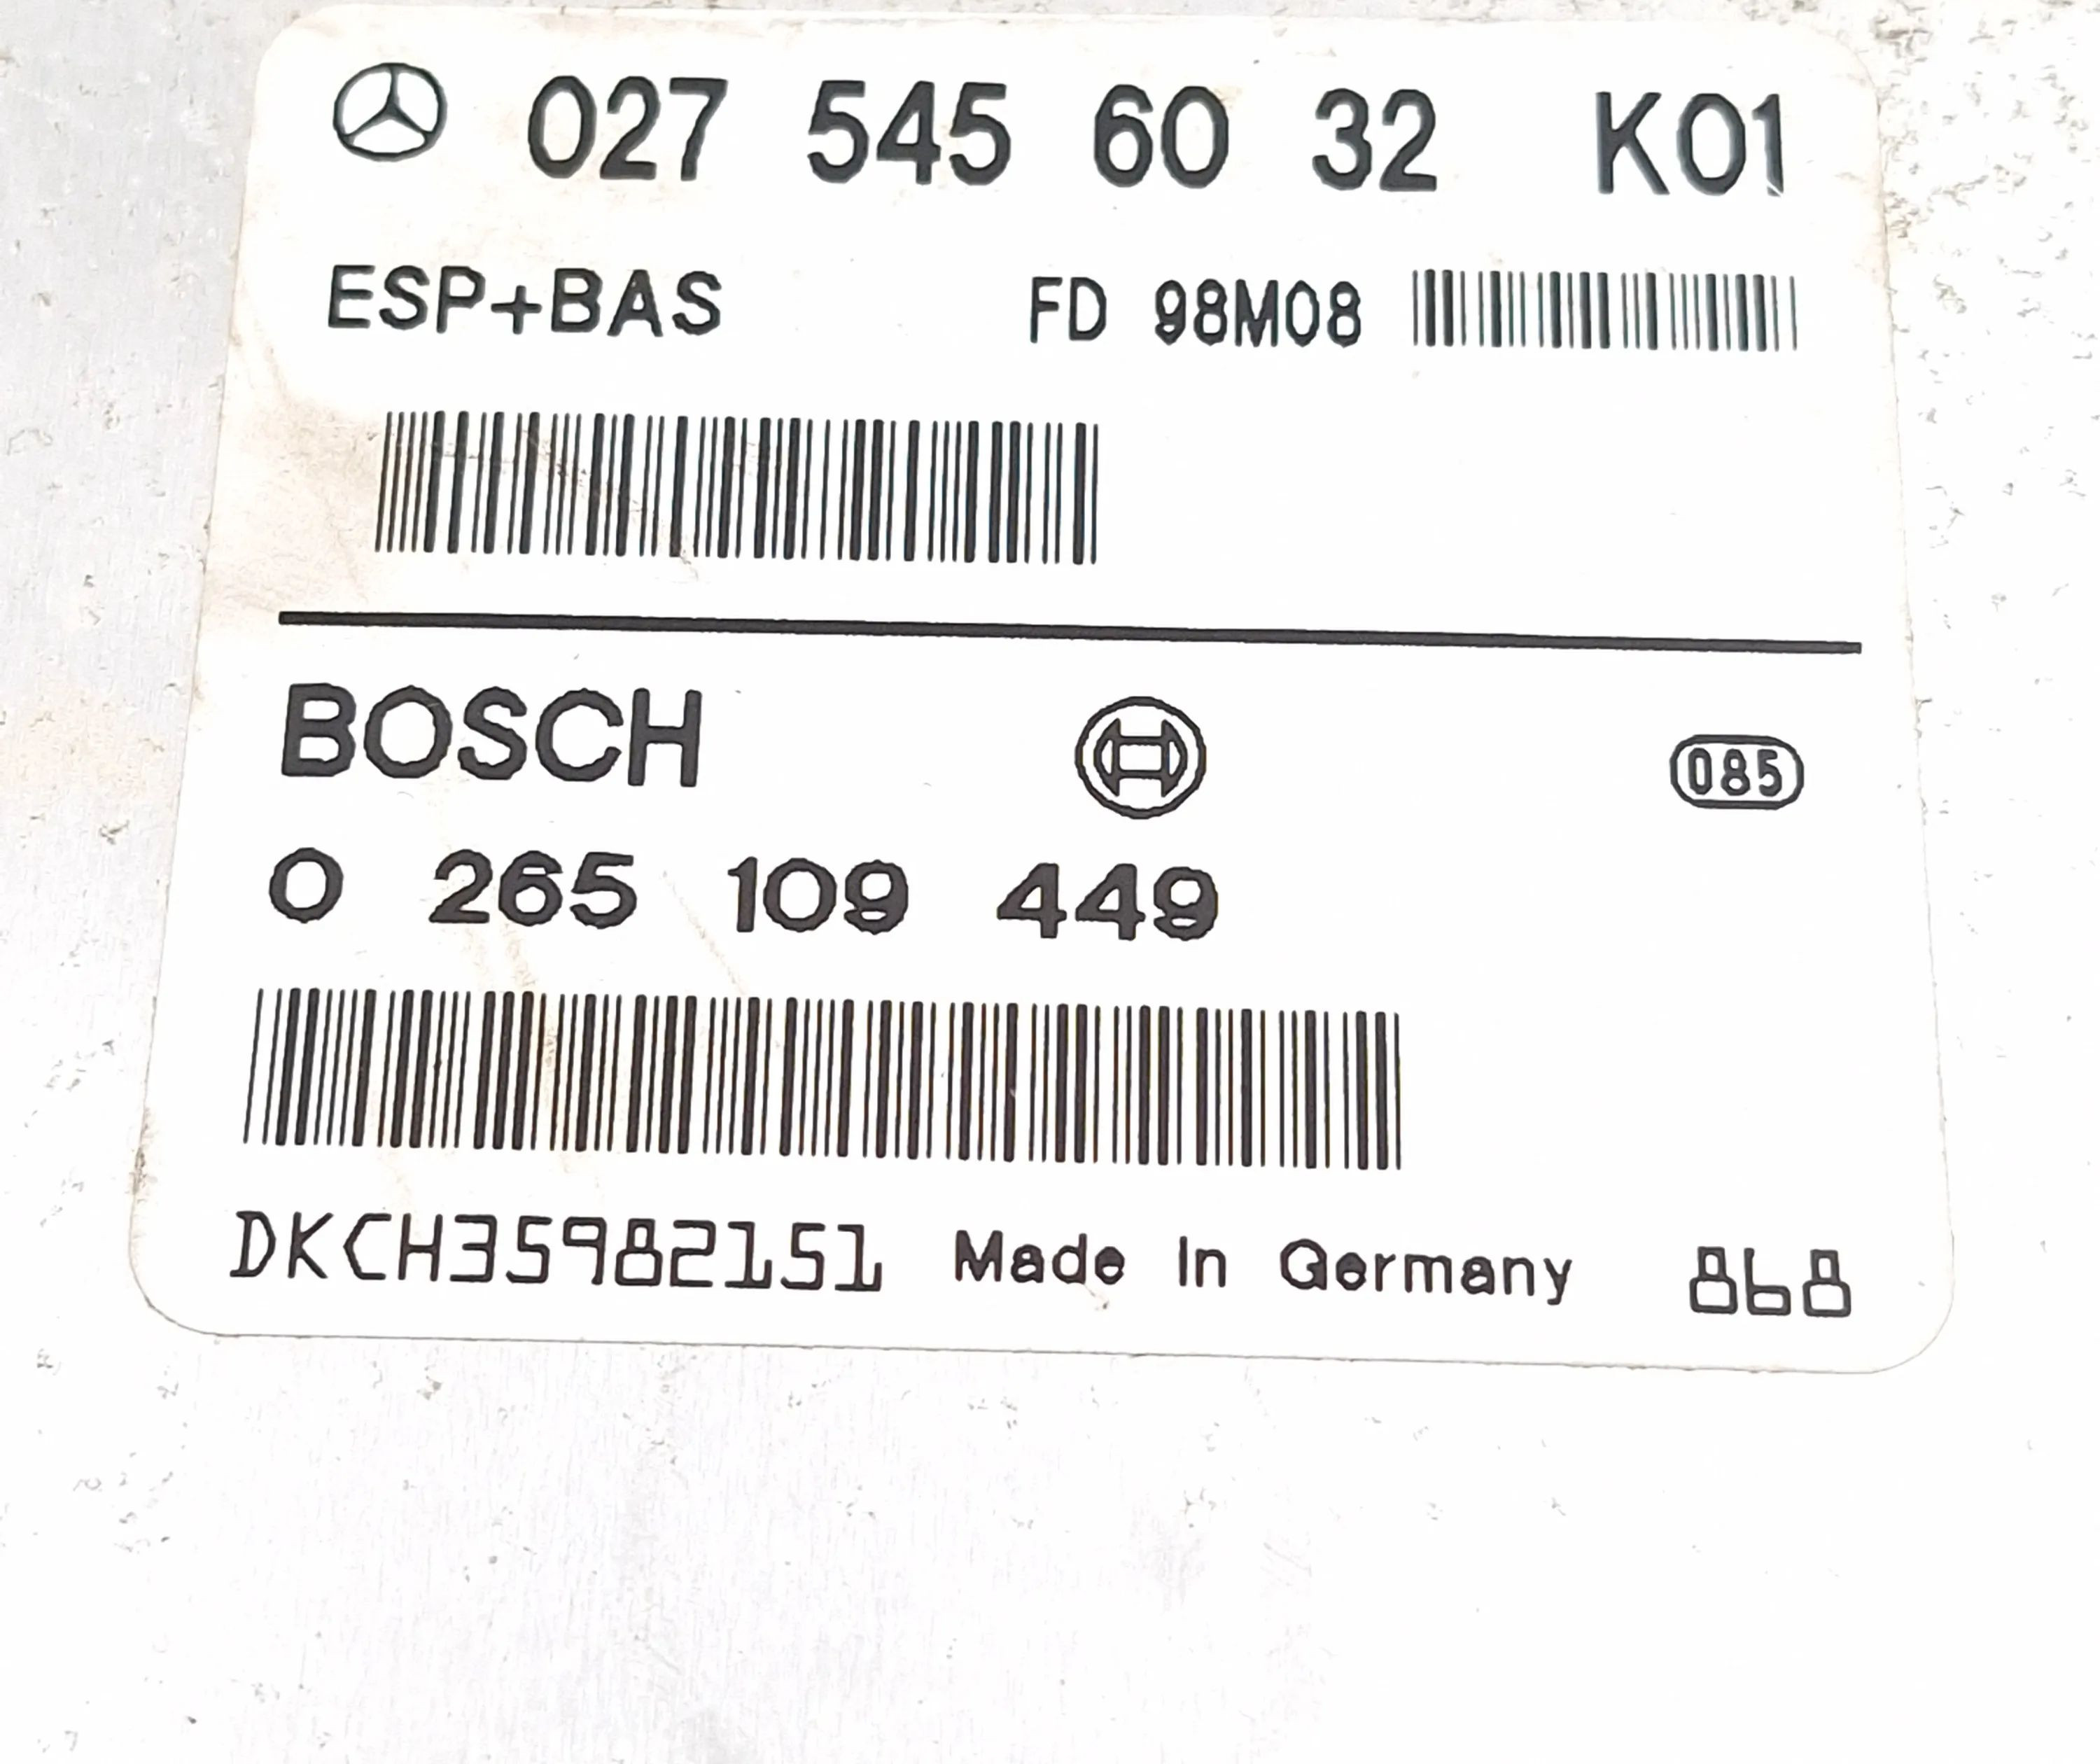 027 545 60 32 K01
ESP+BAS FD 98M08
BOSCH 085
0 265 109 449
DKCH35982151 Made In Germany 868